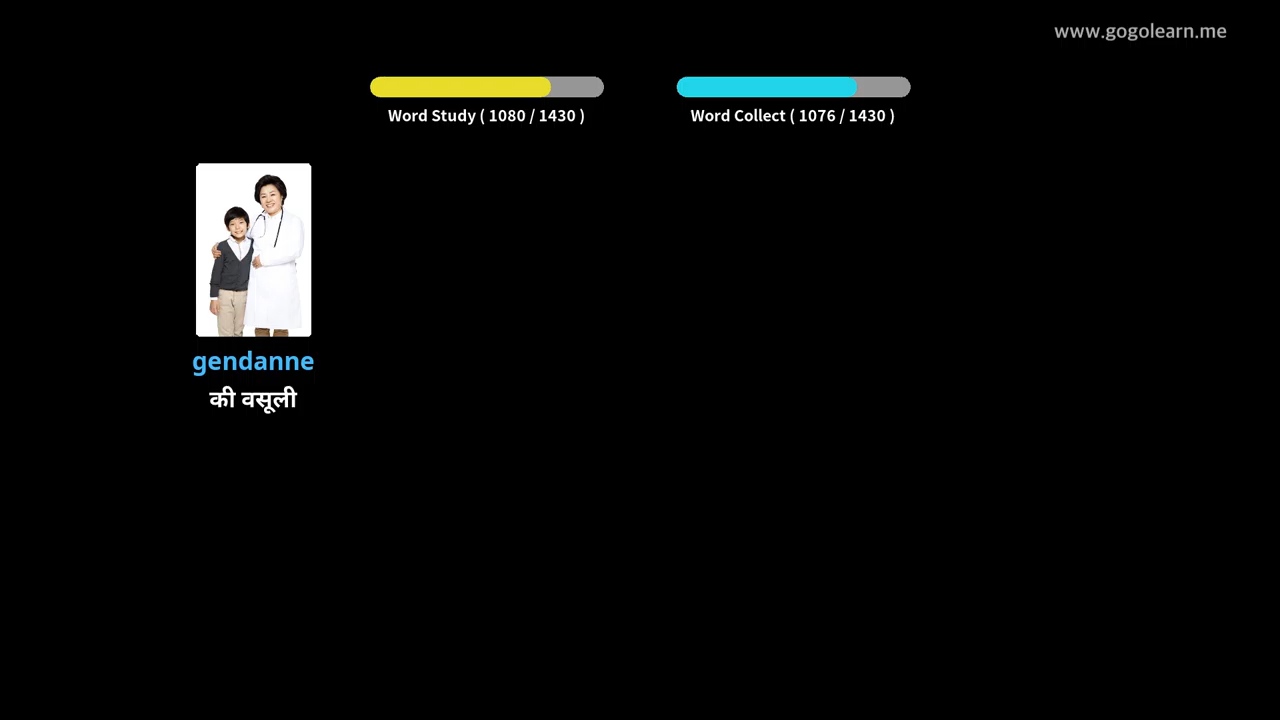 www.gogolearn.me
Word Study ( 1080 / 1430 )
Word Collect ( 1076 / 1430 )
gendanne
की वसूली